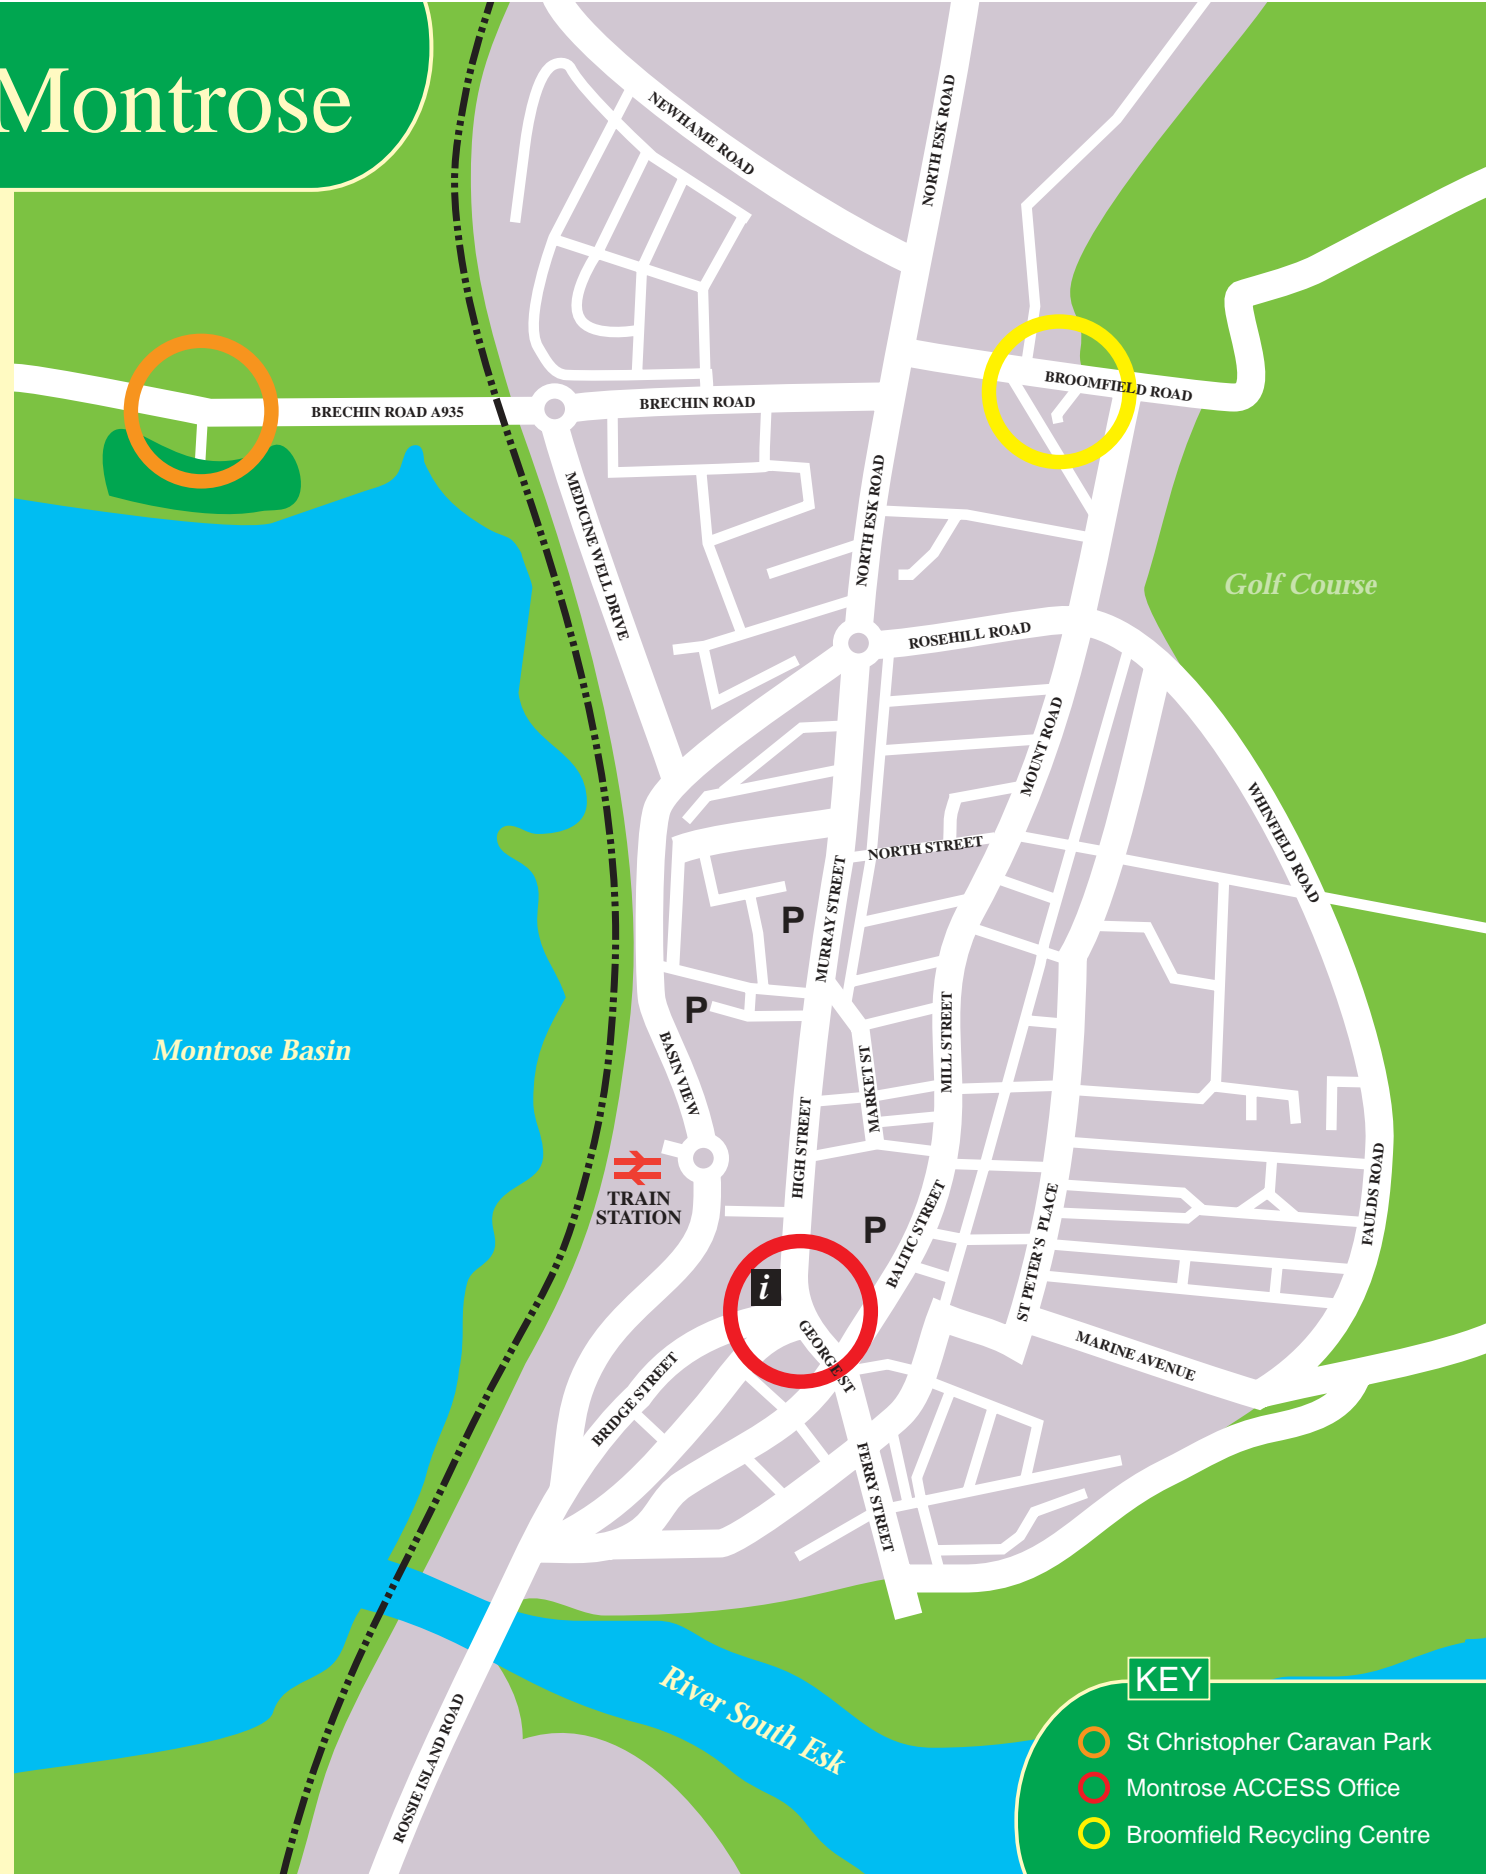 Montrose
NEWHAME ROAD
NORTH ESK ROAD
BROOMFIELD ROAD
BRECHIN ROAD A935
BRECHIN ROAD
MEDICINE WELL DRIVE
NORTH ESK ROAD
Golf Course
ROSEHILL ROAD
MOUNT ROAD
WHINFIELD ROAD
NORTH STREET
MURRAY STREET
P
P
Montrose Basin
BASIN VIEW
MILL STREET
MARKET ST
HIGH STREET
TRAIN
STATION
P
BALTIC STREET
ST PETER'S PLACE
FAULDS ROAD
i
GEORGE ST
MARINE AVENUE
BRIDGE STREET
FERRY STREET
River South Esk
ROSSIE ISLAND ROAD
KEY
St Christopher Caravan Park
Montrose ACCESS Office
Broomfield Recycling Centre